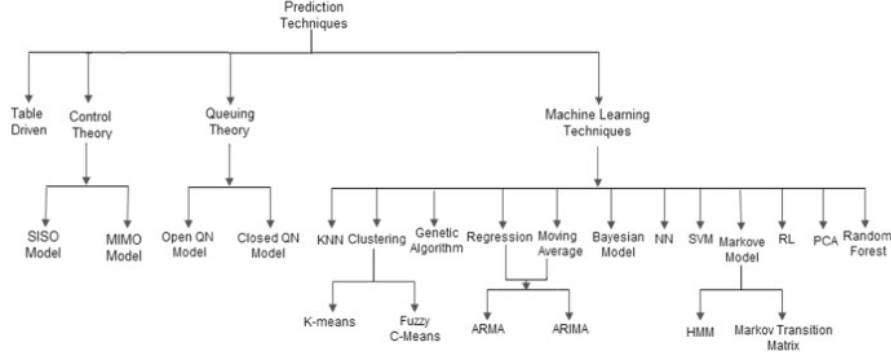 Prediction
Techniques
Table
Driven
Control
Theory
Queuing
Theory
Machine Learning
Techniques
SISO
Model
MIMO
Model
Open QN
Model
Closed QN
Model
KNN
Clustering
Genetic
Algorithm
Regression
Moving
Average
Bayesian
Model
NN
SVM
Markove
Model
RL
PCA
Random
Forest
K-means
Fuzzy
C-Means
ARMA
ARIMA
HMM
Markov Transition
Matrix